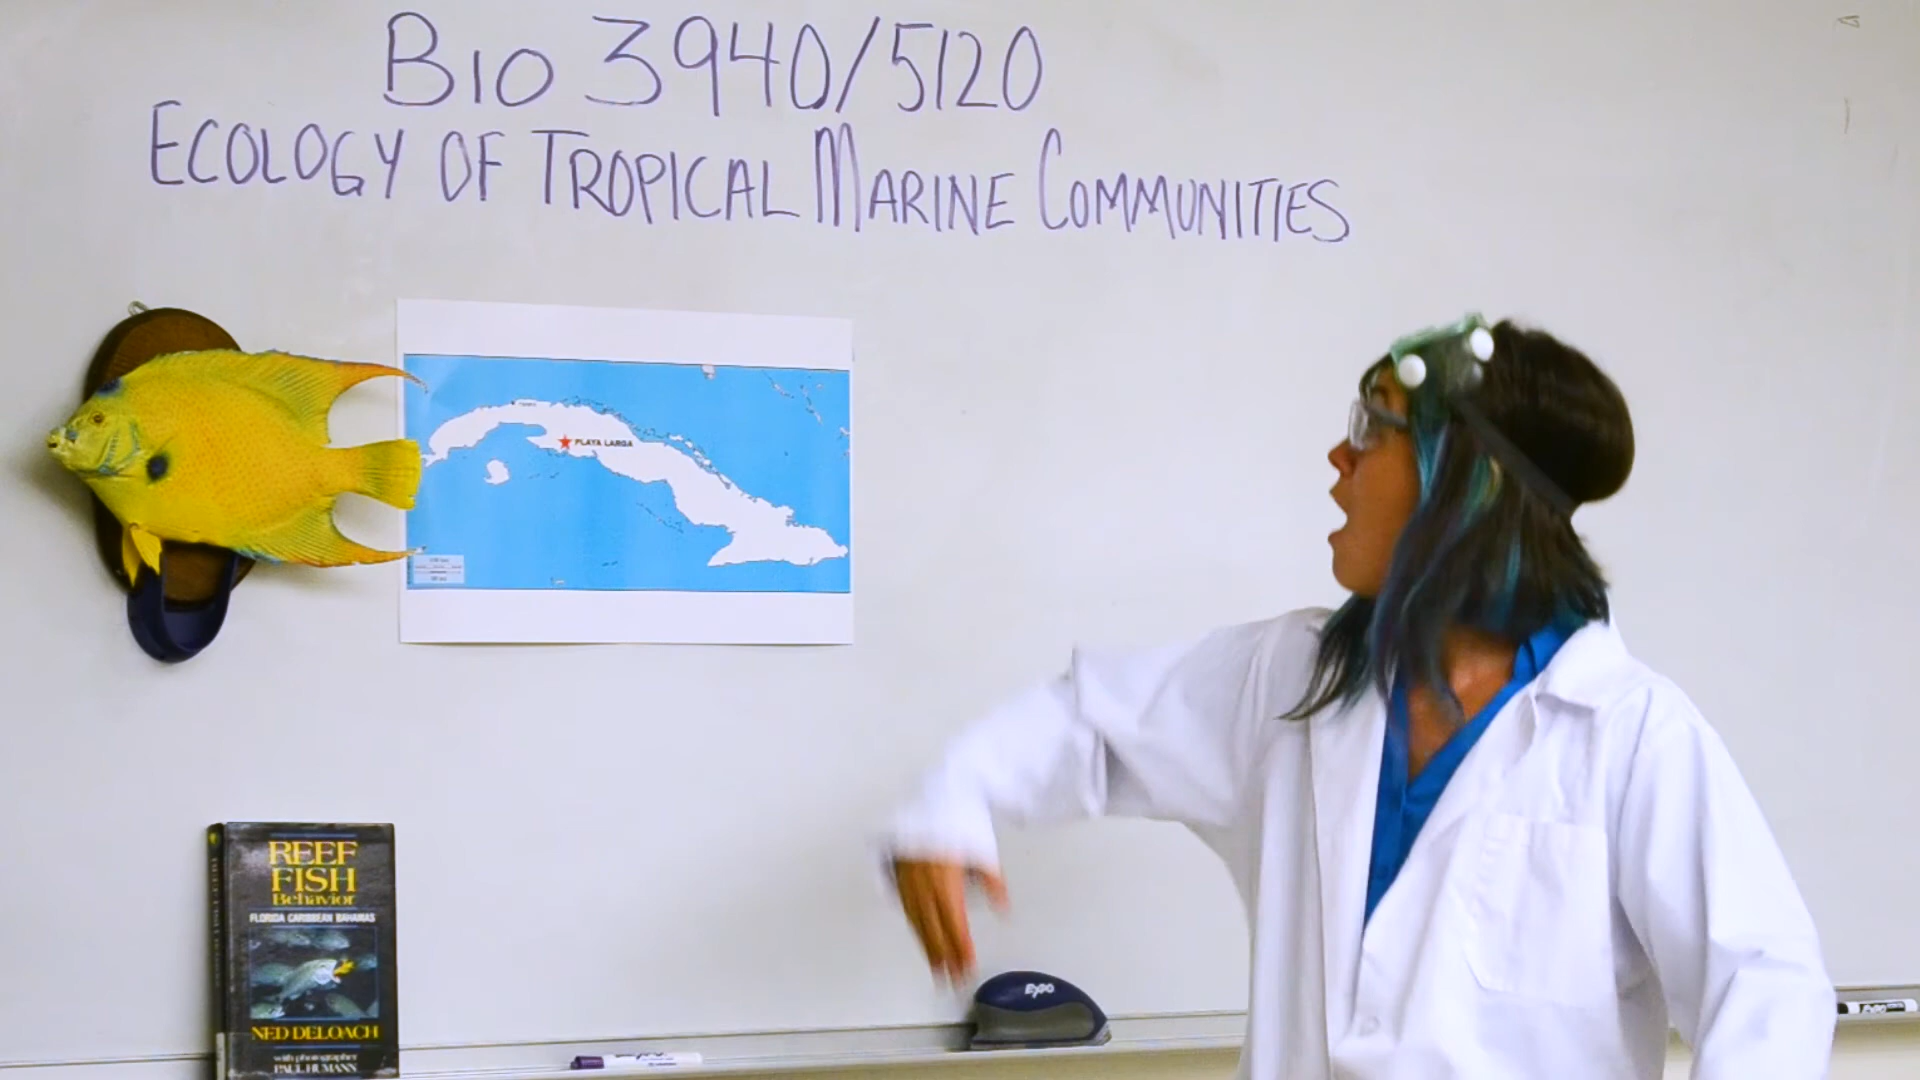 BIO 3940/5120
ECOLOGY OF TROPICAL MARINE COMMUNITIES
PLAYA LARGA
REEF
FISH
Behavior
FLORIDA CARIBBEAN BAHAMAS
NED DELOACH
with photographer
PAUL HUMANN
EXPO
EXPO